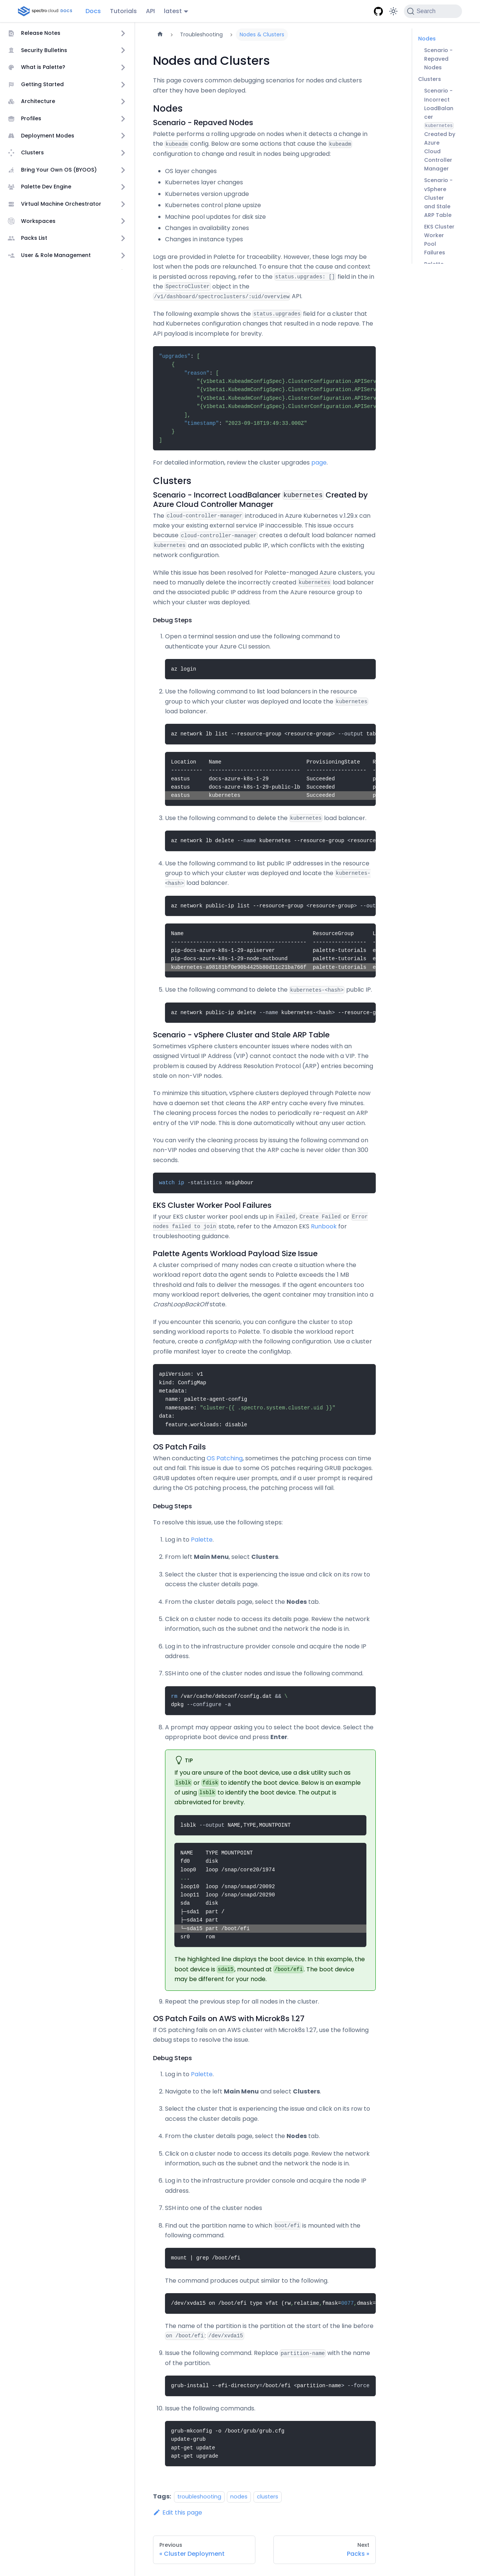 spectro cloud DOCS
Docs
Tutorials
API
latest
Search
Release Notes
Security Bulletins
What is Palette?
Getting Started
Architecture
Profiles
Deployment Modes
Clusters
Bring Your Own OS (BYOOS)
Palette Dev Engine
Virtual Machine Orchestrator
Workspaces
Packs List
User & Role Management
Troubleshooting
Nodes & Clusters
Nodes and Clusters
This page covers common debugging scenarios for nodes and clusters
after they have been deployed.
Nodes
Scenario - Repaved Nodes
Palette performs a rolling upgrade on nodes when it detects a change in
the kubeadm config. Below are some actions that cause the kubeadm
configuration to change and result in nodes being upgraded:
OS layer changes
Kubernetes layer changes
Kubernetes version upgrade
Kubernetes control plane upsize
Machine pool updates for disk size
Changes in availability zones
Changes in instance types
Logs are provided in Palette for traceability. However, these logs may be
lost when the pods are relaunched. To ensure that the cause and context
is persisted across repaving, refer to the status.upgrades: [] field in the in
the SpectroCluster object in the
/v1/dashboard/spectroclusters/:uid/overview API.
The following example shows the status.upgrades field for a cluster that
had Kubernetes configuration changes that resulted in a node repave. The
API payload is incomplete for brevity.
"upgrades": [
{
"reason": [
"{v1beta1.KubeadmConfigSpec}.ClusterConfiguration.APIServ
"{v1beta1.KubeadmConfigSpec}.ClusterConfiguration.APIServ
"{v1beta1.KubeadmConfigSpec}.ClusterConfiguration.APIServ
"{v1beta1.KubeadmConfigSpec}.ClusterConfiguration.APIServ
],
"timestamp": "2023-09-18T19:49:33.000Z"
}
]
For detailed information, review the cluster upgrades page.
Clusters
Scenario - Incorrect LoadBalancer kubernetes Created by
Azure Cloud Controller Manager
The cloud-controller-manager introduced in Azure Kubernetes v1.29.x can
make your existing external service IP inaccessible. This issue occurs
because cloud-controller-manager creates a default load balancer named
kubernetes and an associated public IP, which conflicts with the existing
network configuration.
While this issue has been resolved for Palette-managed Azure clusters, you
need to manually delete the incorrectly created kubernetes load balancer
and the associated public IP address from the Azure resource group to
which your cluster was deployed.
Debug Steps
1. Open a terminal session and use the following command to
authenticate your Azure CLI session.
az login
2. Use the following command to list load balancers in the resource
group to which your cluster was deployed and locate the kubernetes
load balancer.
az network lb list --resource-group <resource-group> --output tab
Location Name ProvisioningState R
eastus docs-azure-k8s-1-29 Succeeded p
eastus docs-azure-k8s-1-29-public-lb Succeeded p
eastus kubernetes Succeeded p
3. Use the following command to delete the kubernetes load balancer.
az network lb delete --name kubernetes --resource-group <resource
4. Use the following command to list public IP addresses in the resource
group to which your cluster was deployed and locate the kubernetes-
<hash> load balancer.
az network public-ip list --resource-group <resource-group> --out
Name ResourceGroup L
pip-docs-azure-k8s-1-29-apiserver palette-tutorials e
pip-docs-azure-k8s-1-29-node-outbound palette-tutorials e
palette-tutorials e
5. Use the following command to delete the kubernetes-<hash> public IP.
az network public-ip delete --name kubernetes-<hash> --resource-g
Scenario - vSphere Cluster and Stale ARP Table
Sometimes vSphere clusters encounter issues where nodes with an
assigned Virtual IP Address (VIP) cannot contact the node with a VIP. The
problem is caused by Address Resolution Protocol (ARP) entries becoming
stale on non-VIP nodes.
To minimize this situation, vSphere clusters deployed through Palette now
have a daemon set that cleans the ARP entry cache every five minutes.
The cleaning process forces the nodes to periodically re-request an ARP
entry of the VIP node. This is done automatically without any user action.
You can verify the cleaning process by issuing the following command on
non-VIP nodes and observing that the ARP cache is never older than 300
seconds.
watch ip -statistics neighbour
EKS Cluster Worker Pool Failures
If your EKS cluster worker pool ends up in Failed, Create Failed or Error
nodes failed to join state, refer to the Amazon EKS Runbook for
troubleshooting guidance.
Palette Agents Workload Payload Size Issue
A cluster comprised of many nodes can create a situation where the
workload report data the agent sends to Palette exceeds the 1 MB
threshold and fails to deliver the messages. If the agent encounters too
many workload report deliveries, the agent container may transition into a
CrashLoopBackOff state.
If you encounter this scenario, you can configure the cluster to stop
sending workload reports to Palette. To disable the workload report
feature, create a configMap with the following configuration. Use a cluster
profile manifest layer to create the configMap.
apiVersion: v1
kind: ConfigMap
metadata:
name: palette-agent-config
namespace: "cluster-{{ .spectro.system.cluster.uid }}"
data:
feature.workloads: disable
OS Patch Fails
When conducting OS Patching, sometimes the patching process can time
out and fail. This issue is due to some OS patches requiring GRUB packages.
GRUB updates often require user prompts, and if a user prompt is required
during the OS patching process, the patching process will fail.
Debug Steps
To resolve this issue, use the following steps:
1. Log in to Palette.
2. From left Main Menu, select Clusters.
3. Select the cluster that is experiencing the issue and click on its row to
access the cluster details page.
4. From the cluster details page, select the Nodes tab.
5. Click on a cluster node to access its details page. Review the network
information, such as the subnet and the network the node is in.
6. Log in to the infrastructure provider console and acquire the node IP
address.
7. SSH into one of the cluster nodes and issue the following command.
rm /var/cache/debconf/config.dat && \
dpkg --configure -a
8. A prompt may appear asking you to select the boot device. Select the
appropriate boot device and press Enter.
TIP
If you are unsure of the boot device, use a disk utility such as
lsblk or fdisk to identify the boot device. Below is an example
of using lsblk to identify the boot device. The output is
abbreviated for brevity.
lsblk --output NAME,TYPE,MOUNTPOINT
NAME TYPE MOUNTPOINT
fd0 disk
loop0 loop /snap/core20/1974
...
loop10 loop /snap/snapd/20092
loop11 loop /snap/snapd/20290
sda disk
├─sda1 part /
├─sda14 part
└─sda15 part /boot/efi
sr0 rom
The highlighted line displays the boot device. In this example, the
boot device is sda15, mounted at /boot/efi. The boot device
may be different for your node.
9. Repeat the previous step for all nodes in the cluster.
OS Patch Fails on AWS with Microk8s 1.27
If OS patching fails on an AWS cluster with Microk8s 1.27, use the following
debug steps to resolve the issue.
Debug Steps
1. Log in to Palette.
2. Navigate to the left Main Menu and select Clusters.
3. Select the cluster that is experiencing the issue and click on its row to
access the cluster details page.
4. From the cluster details page, select the Nodes tab.
5. Click on a cluster node to access its details page. Review the network
information, such as the subnet and the network the node is in.
6. Log in to the infrastructure provider console and acquire the node IP
address.
7. SSH into one of the cluster nodes
8. Find out the partition name to which boot/efi is mounted with the
following command.
mount | grep /boot/efi
The command produces output similar to the following.
/dev/xvda15 on /boot/efi type vfat (rw,relatime,fmask=0077,dmask=
The name of the partition is the partition at the start of the line before
on /boot/efi: /dev/xvda15
9. Issue the following command. Replace partition-name with the name
of the partition.
grub-install --efi-directory=/boot/efi <partition-name> --force
10. Issue the following commands.
grub-mkconfig -o /boot/grub/grub.cfg
update-grub
apt-get update
apt-get upgrade
Tags: troubleshooting nodes clusters
Edit this page
Previous
« Cluster Deployment
Next
Packs »
Nodes
Scenario -
Repaved
Nodes
Clusters
Scenario -
Incorrect
LoadBalan
cer
kubernetes
Created by
Azure
Cloud
Controller
Manager
Scenario -
vSphere
Cluster
and Stale
ARP Table
EKS Cluster
Worker
Pool
Failures